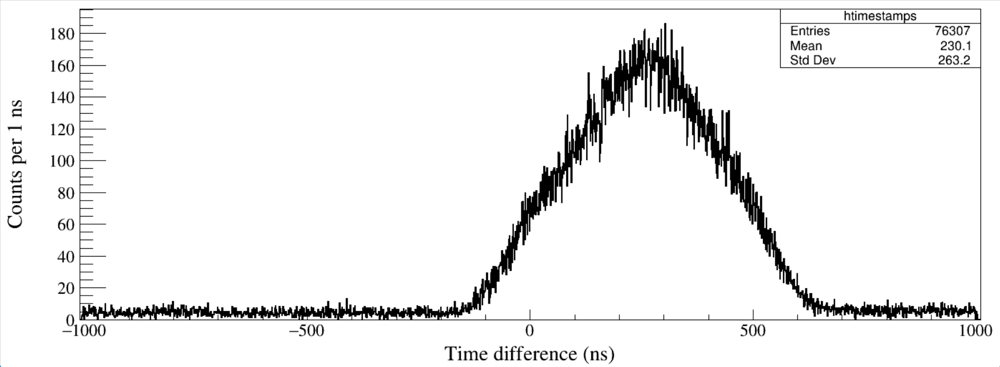 htimestamps
Entries 76307
Mean 230.1
Std Dev 263.2
Counts per 1 ns
180
160
140
120
100
80
60
40
20
0
−1000 −500 0 500 1000
Time difference (ns)